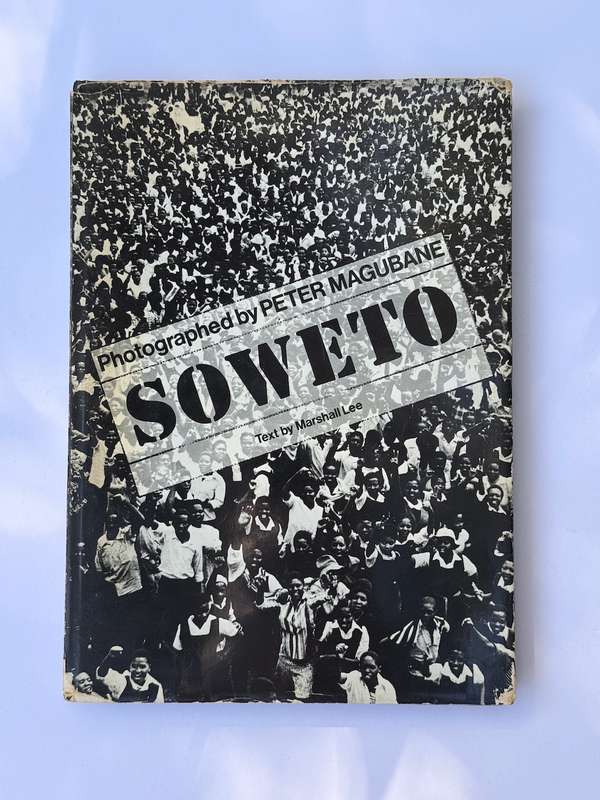 Photographed by PETER MAGUBANE
SOWETO
Text by Marshall Lee